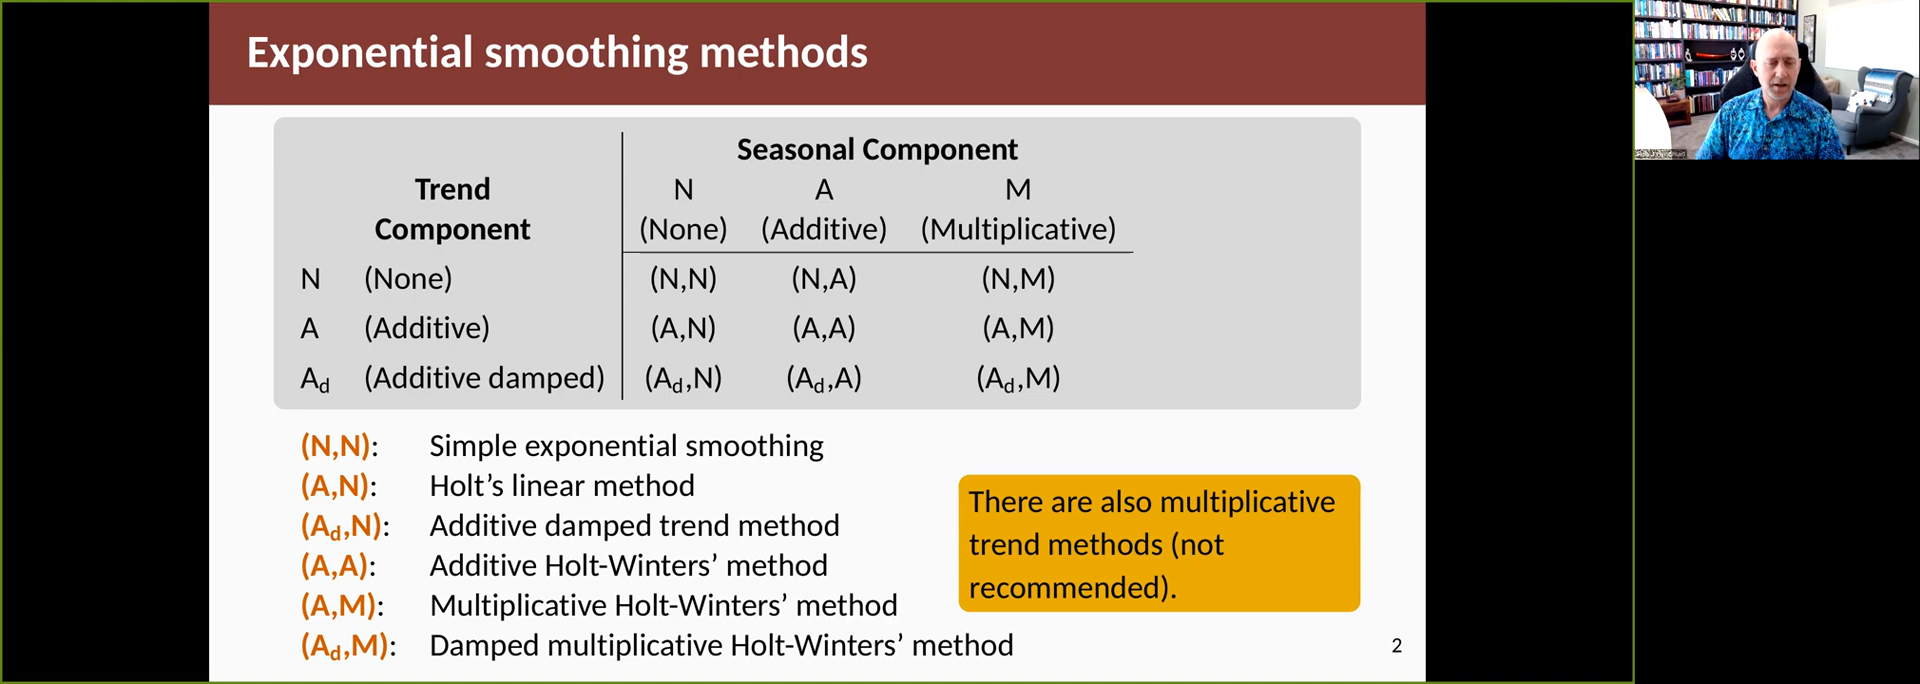 Exponential smoothing methods
Seasonal Component
Trend N A M
Component (None) (Additive) (Multiplicative)
N (None) (N,N) (N,A) (N,M)
A (Additive) (A,N) (A,A) (A,M)
Ad (Additive damped) (Ad,N) (Ad,A) (Ad,M)
(N,N): Simple exponential smoothing
(A,N): Holt’s linear method
(Ad,N): Additive damped trend method
(A,A): Additive Holt-Winters’ method
(A,M): Multiplicative Holt-Winters’ method
(Ad,M): Damped multiplicative Holt-Winters’ method
There are also multiplicative
trend methods (not
recommended).
2